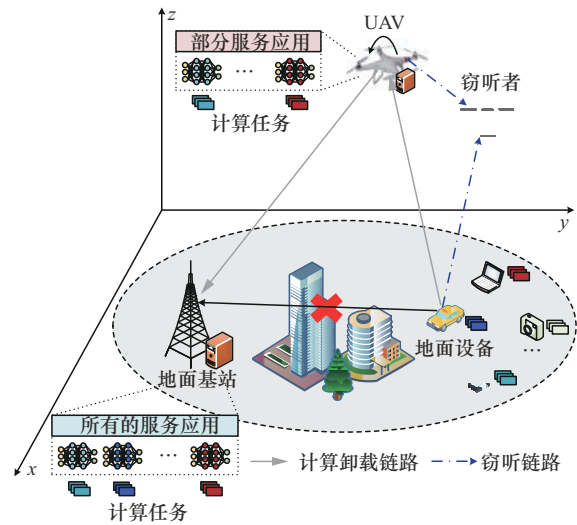 z
UAV
部分服务应用
...
计算任务
窃听者
y
地面设备
...
地面基站
所有的服务应用
...
x
计算任务
计算卸载链路
窃听链路